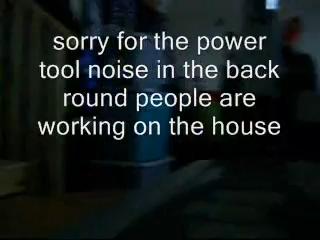 sorry for the power
tool noise in the back
round people are
working on the house